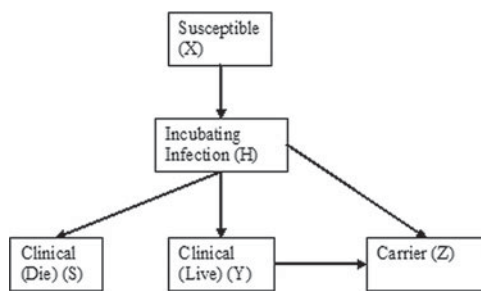 Susceptible
(X)
Incubating
Infection (H)
Clinical
(Die) (S)
Clinical
(Live) (Y)
Carrier (Z)